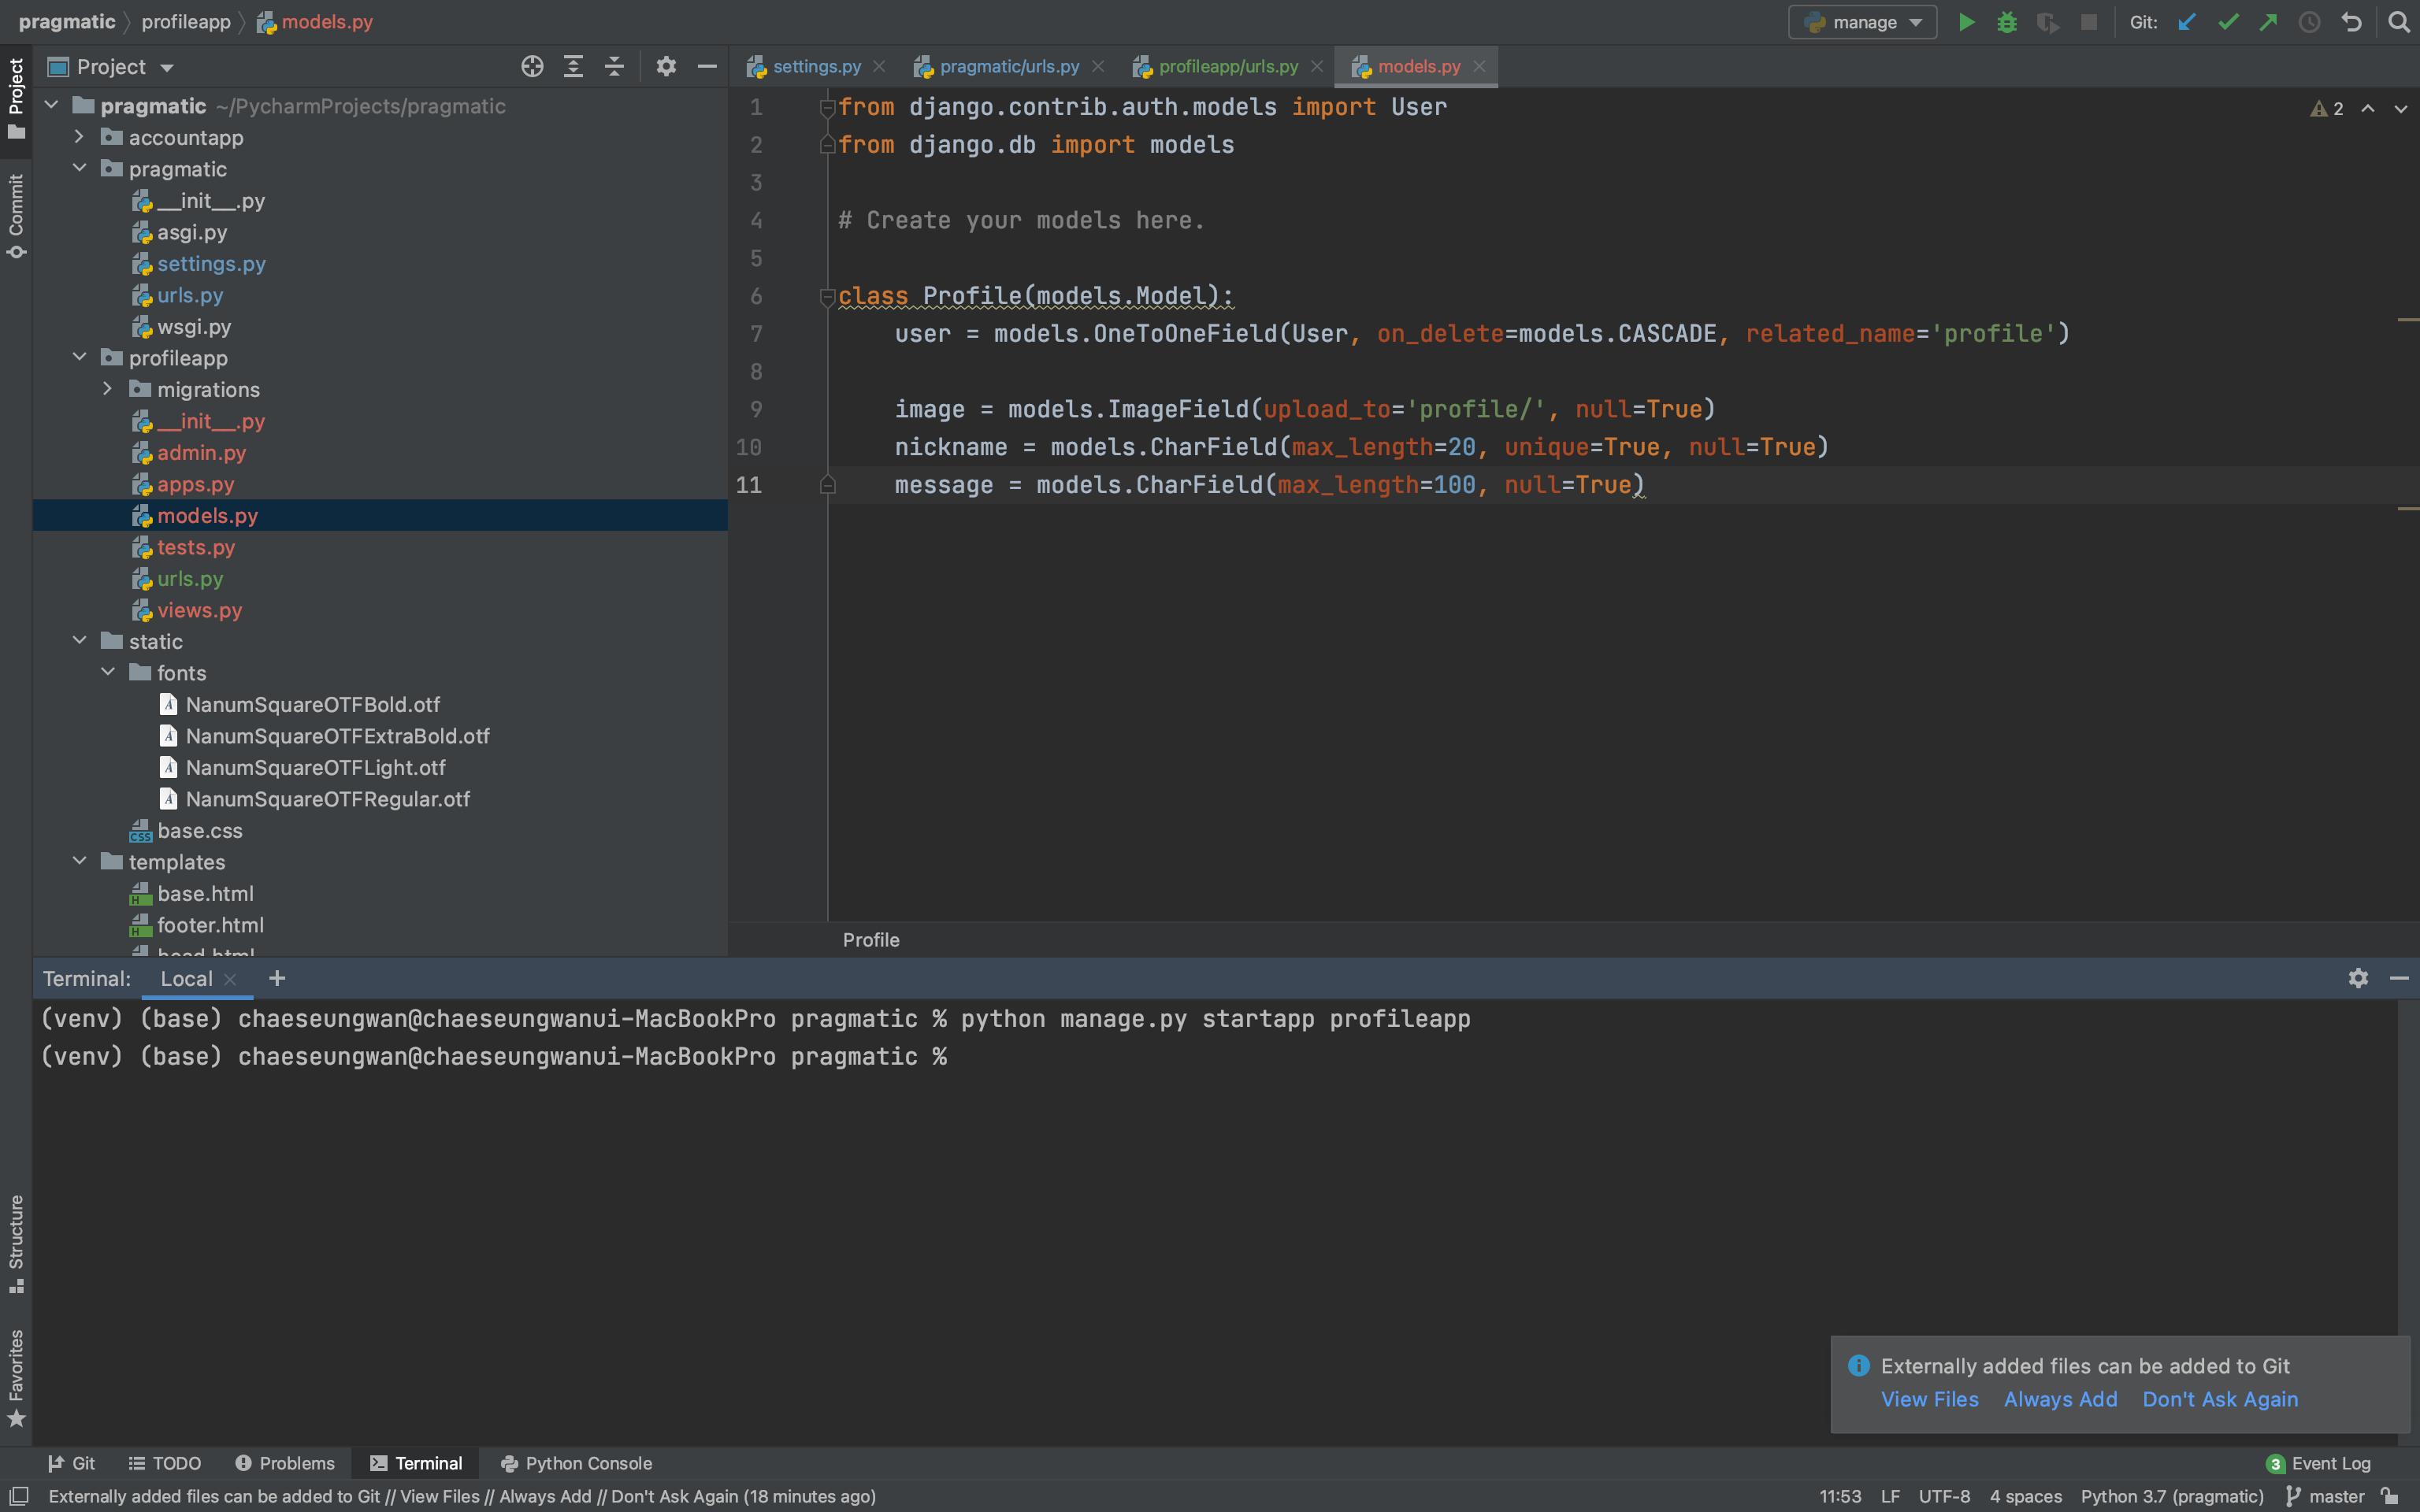 pragmatic profileapp models.py
manage
Git:
Project
settings.py
pragmatic/urls.py
profileapp/urls.py
models.py
Project
Commit
Structure
Favorites
pragmatic ~/PycharmProjects/pragmatic
accountapp
pragmatic
__init__.py
asgi.py
settings.py
urls.py
wsgi.py
profileapp
migrations
__init__.py
admin.py
apps.py
models.py
tests.py
urls.py
views.py
static
fonts
NanumSquareOTFBold.otf
NanumSquareOTFExtraBold.otf
NanumSquareOTFLight.otf
NanumSquareOTFRegular.otf
base.css
templates
base.html
footer.html
head.html
2
1 from django.contrib.auth.models import User
2 from django.db import models
3
4 # Create your models here.
5
6 class Profile(models.Model):
7 user = models.OneToOneField(User, on_delete=models.CASCADE, related_name='profile')
8
9 image = models.ImageField(upload_to='profile/', null=True)
10 nickname = models.CharField(max_length=20, unique=True, null=True)
11 message = models.CharField(max_length=100, null=True)
Profile
Terminal: Local
(venv) (base) chaeseungwan@chaeseungwanui-MacBookPro pragmatic % python manage.py startapp profileapp
(venv) (base) chaeseungwan@chaeseungwanui-MacBookPro pragmatic %
Externally added files can be added to Git
View Files Always Add Don't Ask Again
Git TODO Problems Terminal Python Console
3 Event Log
Externally added files can be added to Git // View Files // Always Add // Don't Ask Again (18 minutes ago)
11:53 LF UTF-8 4 spaces Python 3.7 (pragmatic) master